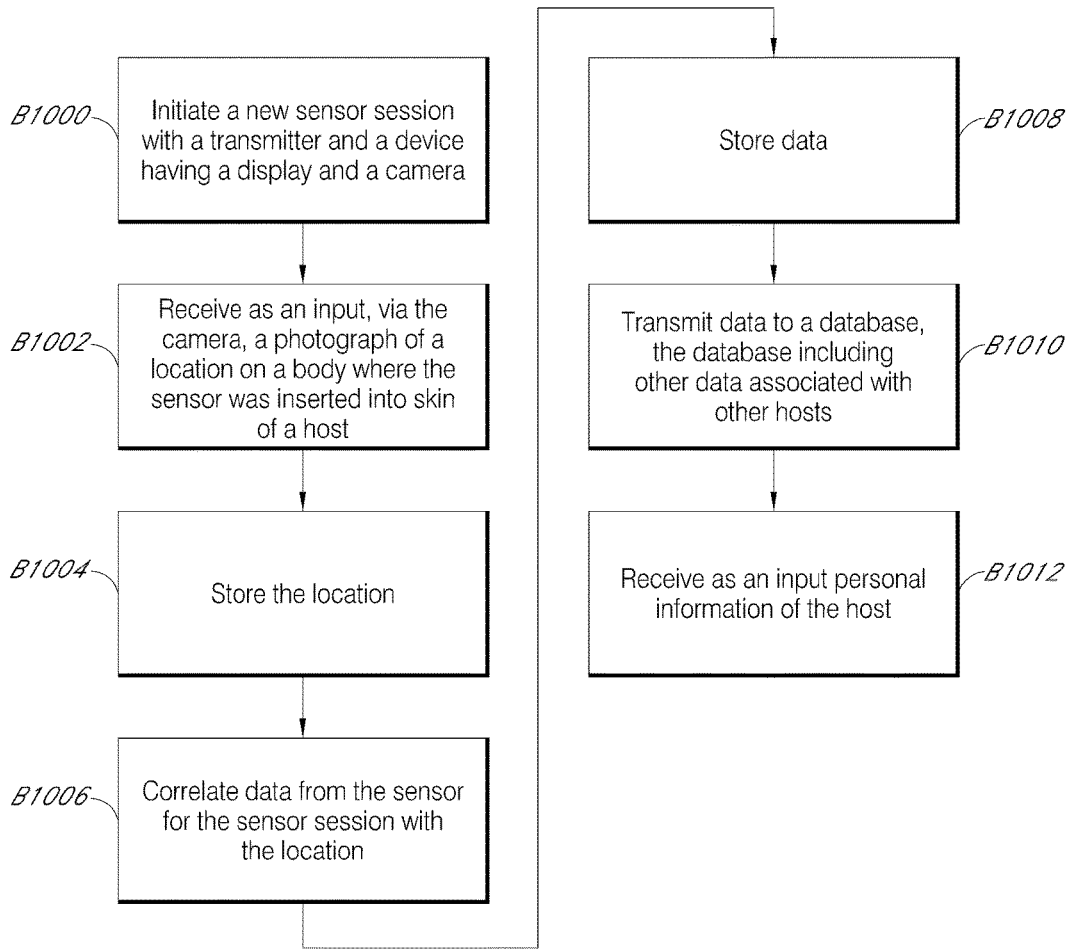 B1000
Initiate a new sensor session
with a transmitter and a device
having a display and a camera
B1002
Receive as an input, via
the camera, a photograph of a
location on a body where the
sensor was inserted into skin
of a host
B1004
Store the location
B1006
Correlate data from the sensor
for the sensor session with
the location
Store data
B1008
Transmit data to a database,
the database including
other data associated with
other hosts
B1010
Receive as an input personal
information of the host
B1012